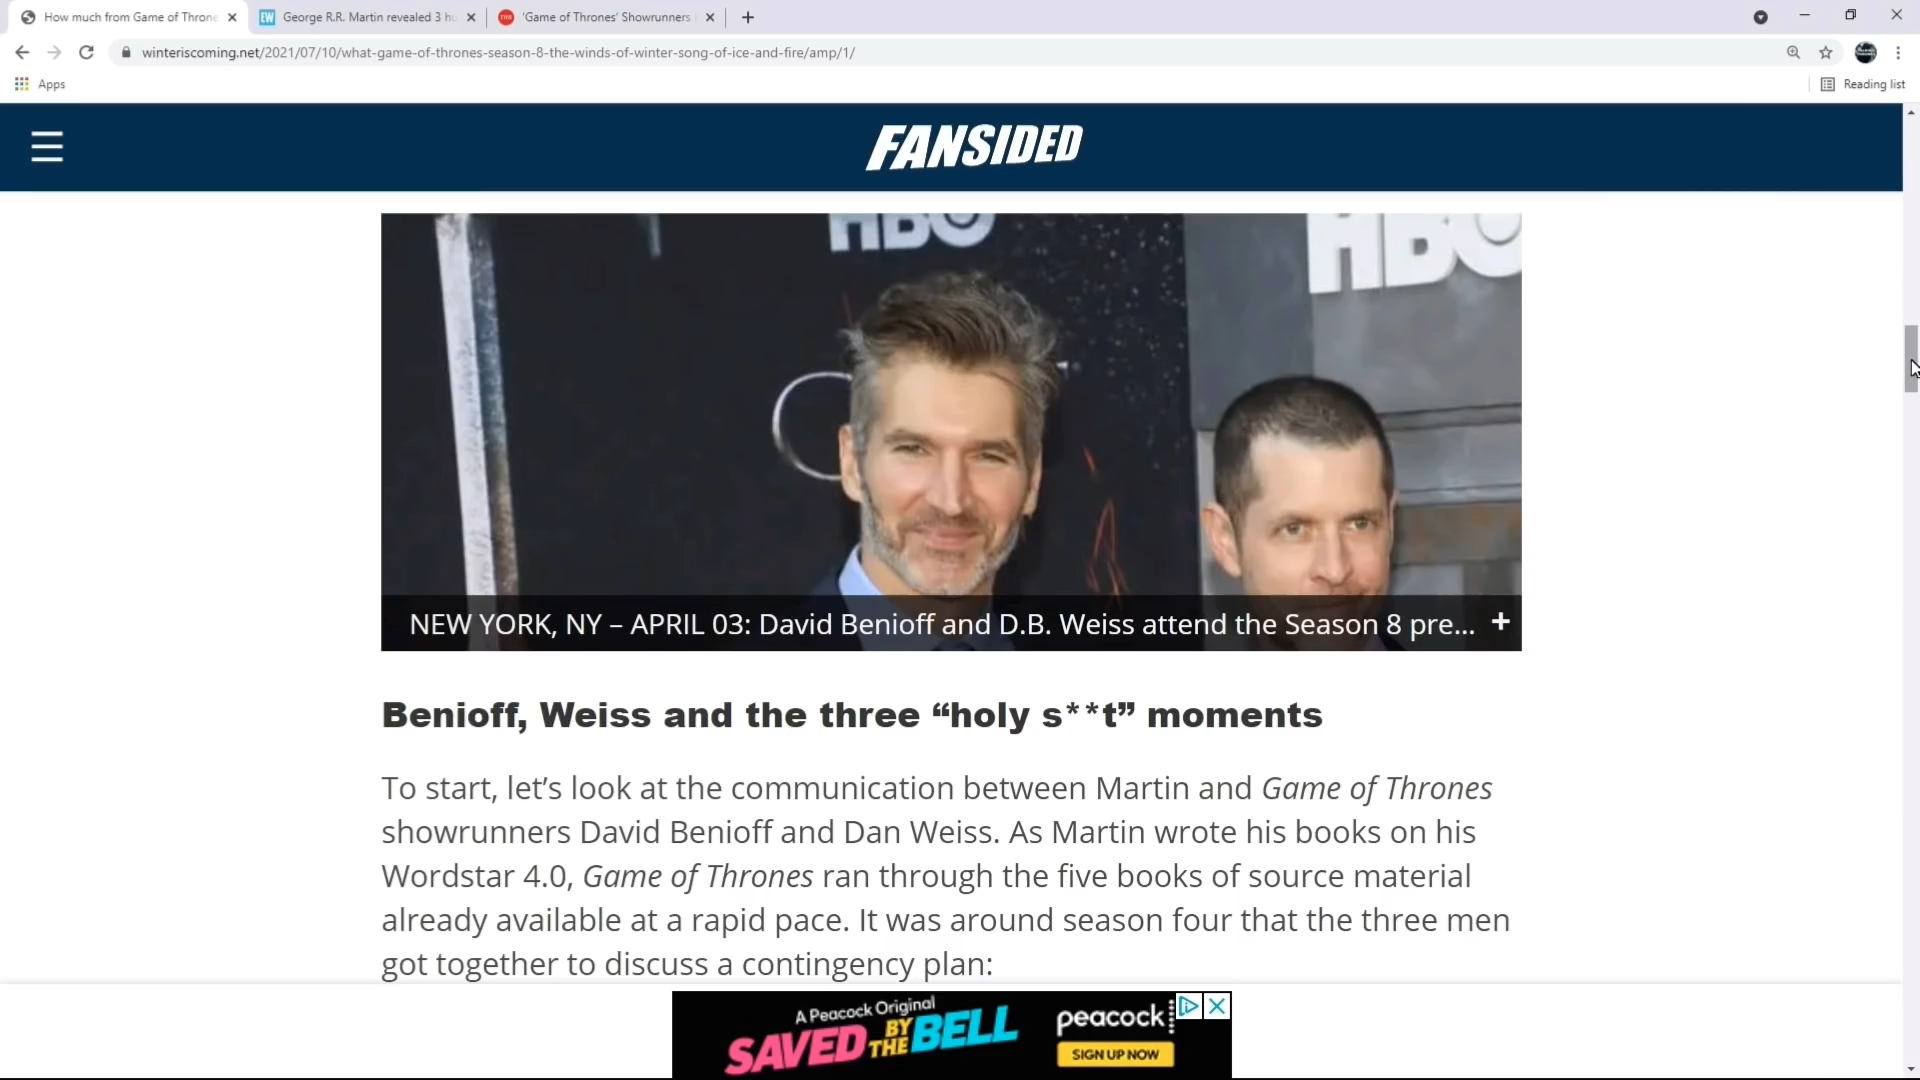 How much from Game of Throne
George R.R. Martin revealed 3 hu
'Game of Thrones' Showrunners
EW
THR
winteriscoming.net/2021/07/10/what-game-of-thrones-season-8-the-winds-of-winter-song-of-ice-and-fire/amp/1/
Apps
Reading list
FANSIDED
HBO
HBO
NEW YORK, NY – APRIL 03: David Benioff and D.B. Weiss attend the Season 8 pre... +
Benioff, Weiss and the three “holy s**t” moments
To start, let’s look at the communication between Martin and Game of Thrones
showrunners David Benioff and Dan Weiss. As Martin wrote his books on his
Wordstar 4.0, Game of Thrones ran through the five books of source material
already available at a rapid pace. It was around season four that the three men
got together to discuss a contingency plan:
A Peacock Original
SAVED BY THE BELL
peacock
SIGN UP NOW